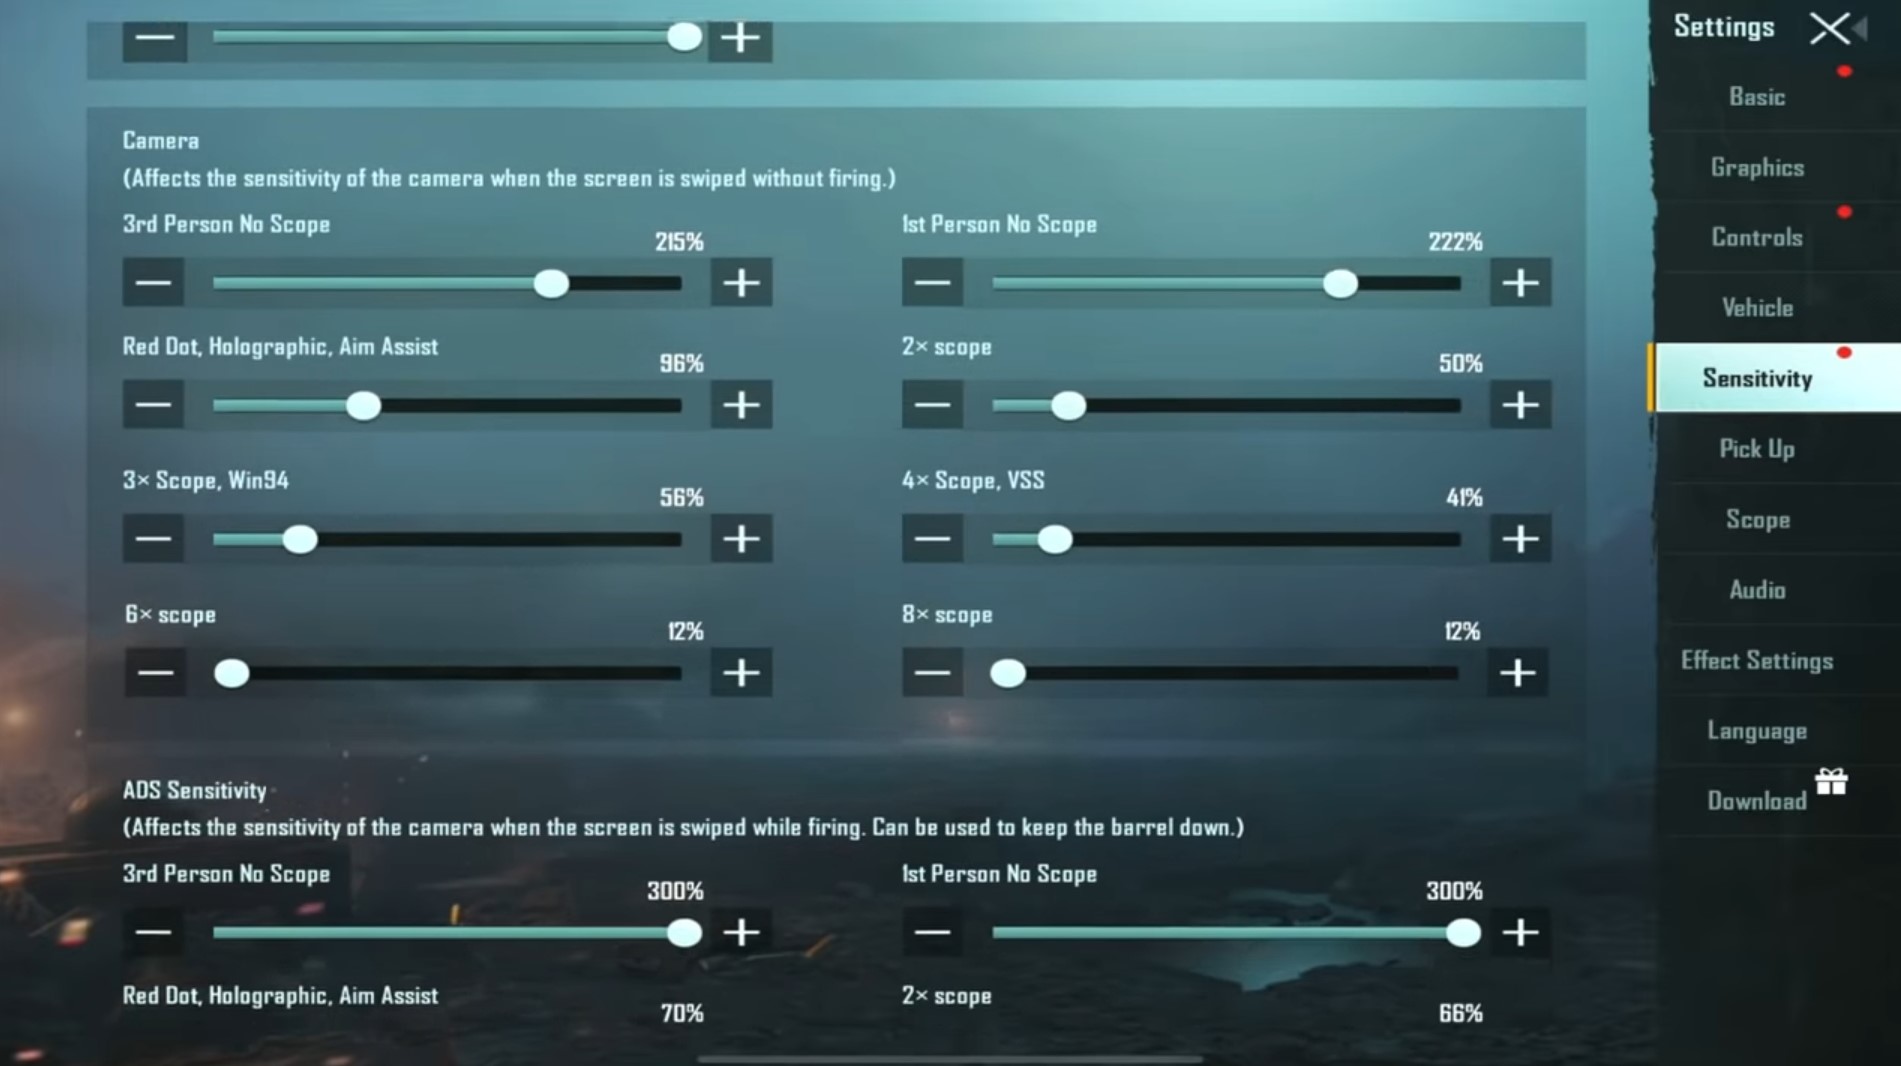 Settings
Basic
Graphics
Controls
Vehicle
Sensitivity
Pick Up
Scope
Audio
Effect Settings
Language
Download
Camera
(Affects the sensitivity of the camera when the screen is swiped without firing.)
3rd Person No Scope
215%
1st Person No Scope
222%
Red Dot, Holographic, Aim Assist
96%
2× scope
50%
3× Scope, Win94
56%
4× Scope, VSS
41%
6× scope
12%
8× scope
12%
ADS Sensitivity
(Affects the sensitivity of the camera when the screen is swiped while firing. Can be used to keep the barrel down.)
3rd Person No Scope
300%
1st Person No Scope
300%
Red Dot, Holographic, Aim Assist
70%
2× scope
66%